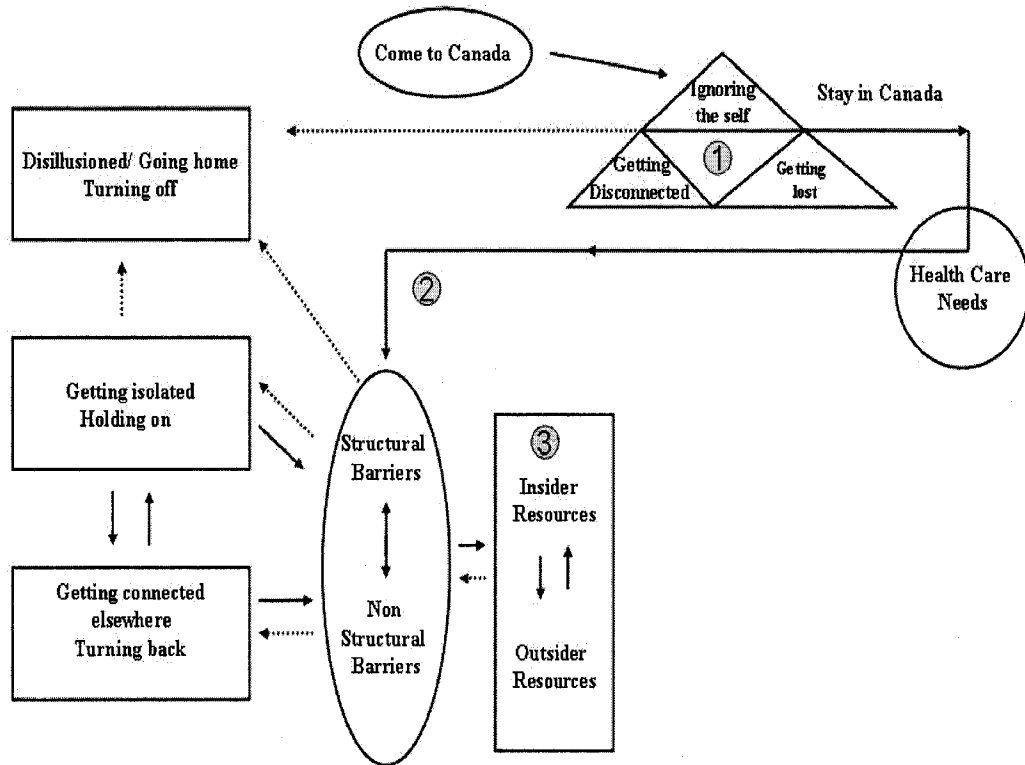 Come to Canada
Ignoring
the self
Stay in Canada
1
Getting
Disconnected
Getting
lost
Disillusioned/ Going home
Turning off
2
Health Care
Needs
Getting isolated
Holding on
Structural
Barriers
3
Insider
Resources
Getting connected
elsewhere
Turning back
Non
Structural
Barriers
Outsider
Resources